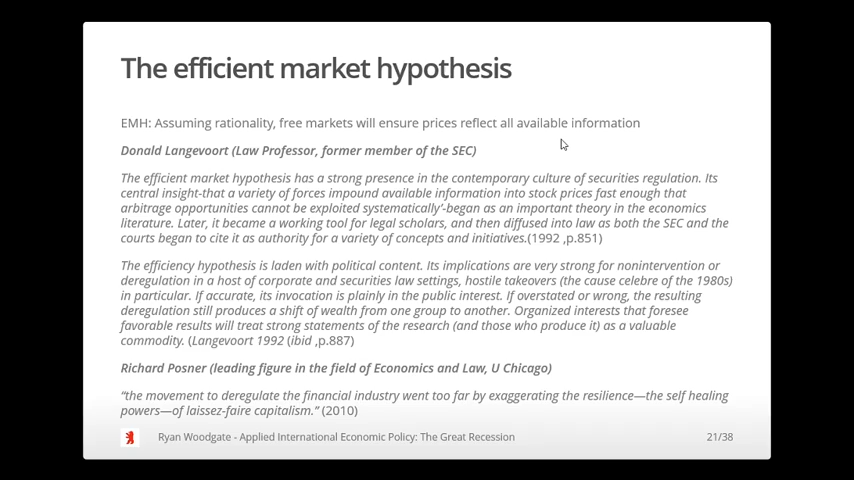 The efficient market hypothesis
EMH: Assuming rationality, free markets will ensure prices reflect all available information
Donald Langevoort (Law Professor, former member of the SEC)
The efficient market hypothesis has a strong presence in the contemporary culture of securities regulation. Its
central insight-that a variety of forces impound available information into stock prices fast enough that
arbitrage opportunities cannot be exploited systematically'-began as an important theory in the economics
literature. Later, it became a working tool for legal scholars, and then diffused into law as both the SEC and the
courts began to cite it as authority for a variety of concepts and initiatives.(1992 ,p.851)
The efficiency hypothesis is laden with political content. Its implications are very strong for nonintervention or
deregulation in a host of corporate and securities law settings, hostile takeovers (the cause celebre of the 1980s)
in particular. If accurate, its invocation is plainly in the public interest. If overstated or wrong, the resulting
deregulation still produces a shift of wealth from one group to another. Organized interests that foresee
favorable results will treat strong statements of the research (and those who produce it) as a valuable
commodity. (Langevoort 1992 (ibid ,p.887)
Richard Posner (leading figure in the field of Economics and Law, U Chicago)
"the movement to deregulate the financial industry went too far by exaggerating the resilience—the self healing
powers—of laissez-faire capitalism." (2010)
Ryan Woodgate - Applied International Economic Policy: The Great Recession
21/38